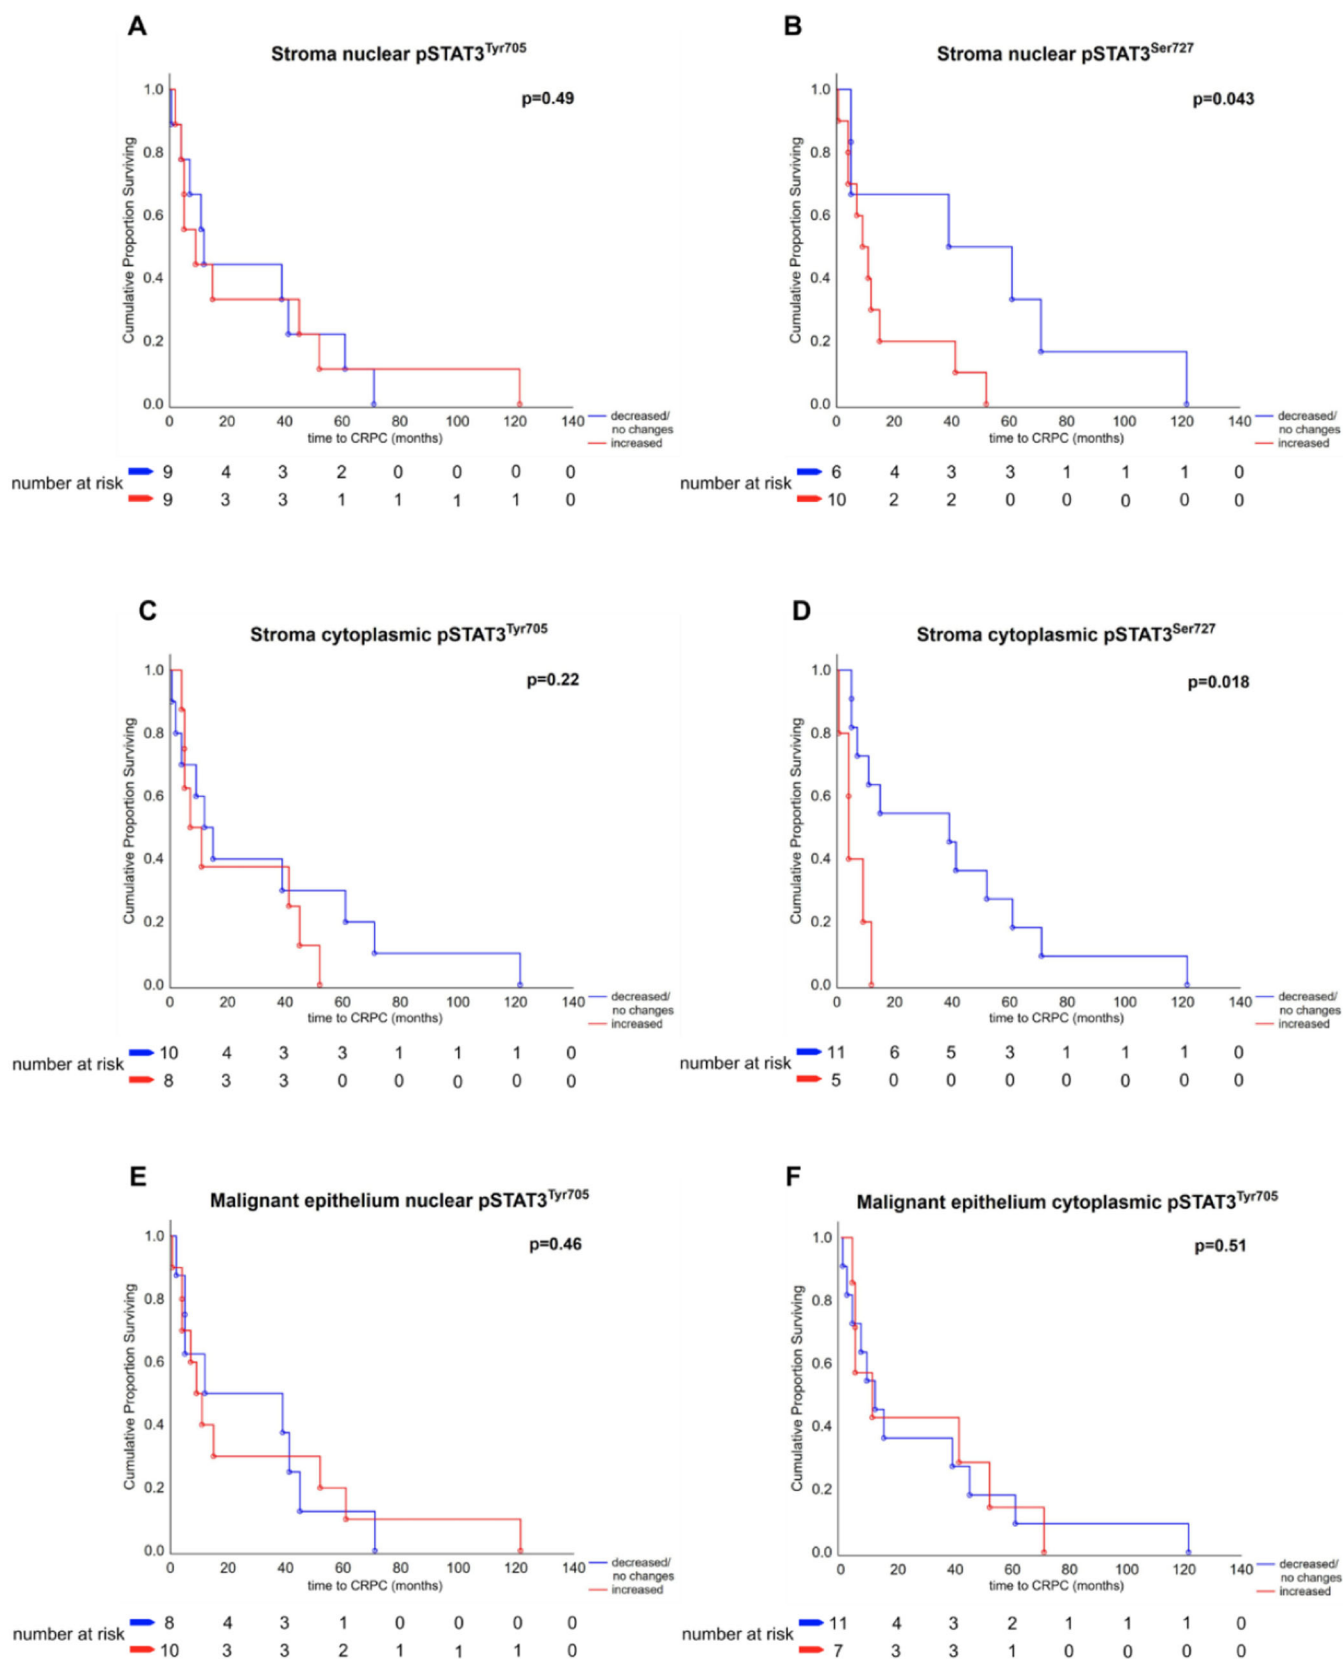 A
Stroma nuclear pSTAT3Tyr705
p=0.49
Cumulative Proportion Surviving
1.0
0.8
0.6
0.4
0.2
0.0
0 20 40 60 80 100 120 140
time to CRPC (months)
decreased/
no changes
increased
number at risk
9 4 3 2 0 0 0 0
9 3 3 1 1 1 1 0
B
Stroma nuclear pSTAT3Ser727
p=0.043
Cumulative Proportion Surviving
1.0
0.8
0.6
0.4
0.2
0.0
0 20 40 60 80 100 120 140
time to CRPC (months)
decreased/
no changes
increased
number at risk
6 4 3 3 1 1 1 0
10 2 2 0 0 0 0 0
C
Stroma cytoplasmic pSTAT3Tyr705
p=0.22
Cumulative Proportion Surviving
1.0
0.8
0.6
0.4
0.2
0.0
0 20 40 60 80 100 120 140
time to CRPC (months)
decreased/
no changes
increased
number at risk
10 4 3 3 1 1 1 0
8 3 3 0 0 0 0 0
D
Stroma cytoplasmic pSTAT3Ser727
p=0.018
Cumulative Proportion Surviving
1.0
0.8
0.6
0.4
0.2
0.0
0 20 40 60 80 100 120 140
time to CRPC (months)
decreased/
no changes
increased
number at risk
11 6 5 3 1 1 1 0
5 0 0 0 0 0 0 0
E
Malignant epithelium nuclear pSTAT3Tyr705
p=0.46
Cumulative Proportion Surviving
1.0
0.8
0.6
0.4
0.2
0.0
0 20 40 60 80 100 120 140
time to CRPC (months)
decreased/
no changes
increased
number at risk
8 4 3 1 0 0 0 0
10 3 3 2 1 1 1 0
F
Malignant epithelium cytoplasmic pSTAT3Tyr705
p=0.51
Cumulative Proportion Surviving
1.0
0.8
0.6
0.4
0.2
0.0
0 20 40 60 80 100 120 140
time to CRPC (months)
decreased/
no changes
increased
number at risk
11 4 3 2 1 1 1 0
7 3 3 1 0 0 0 0